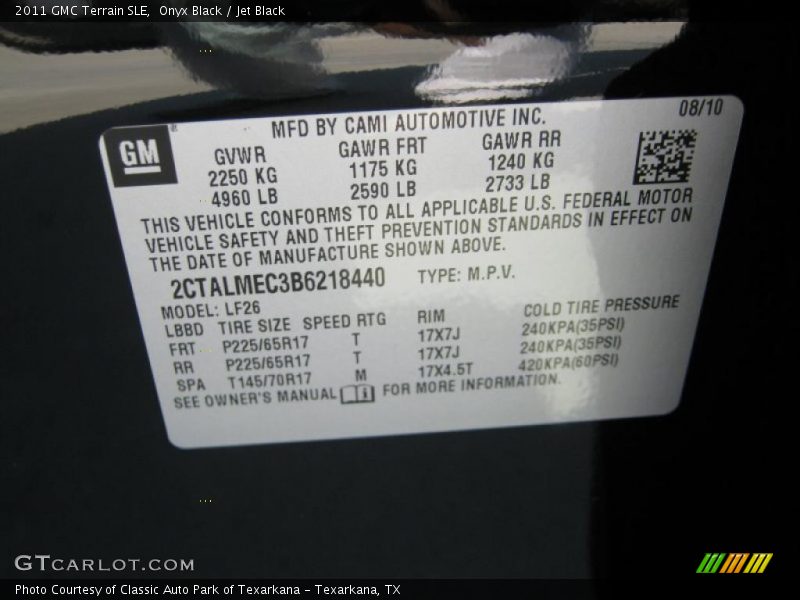 2011 GMC Terrain SLE, Onyx Black / Jet Black
08/10
GM
MFD BY CAMI AUTOMOTIVE INC.
GVWR GAWR FRT GAWR RR
2250 KG 1175 KG 1240 KG
4960 LB 2590 LB 2733 LB
THIS VEHICLE CONFORMS TO ALL APPLICABLE U.S. FEDERAL MOTOR
VEHICLE SAFETY AND THEFT PREVENTION STANDARDS IN EFFECT ON
THE DATE OF MANUFACTURE SHOWN ABOVE.
2CTALMEC3B6218440 TYPE: M.P.V.
MODEL: LF26
LBBD TIRE SIZE SPEED RTG RIM COLD TIRE PRESSURE
FRT P225/65R17 T 17X7J 240KPA(35PSI)
RR P225/65R17 T 17X7J 240KPA(35PSI)
SPA T145/70R17 M 17X4.5T 420KPA(60PSI)
SEE OWNER'S MANUAL FOR MORE INFORMATION.
GTCARLOT.COM
Photo Courtesy of Classic Auto Park of Texarkana - Texarkana, TX